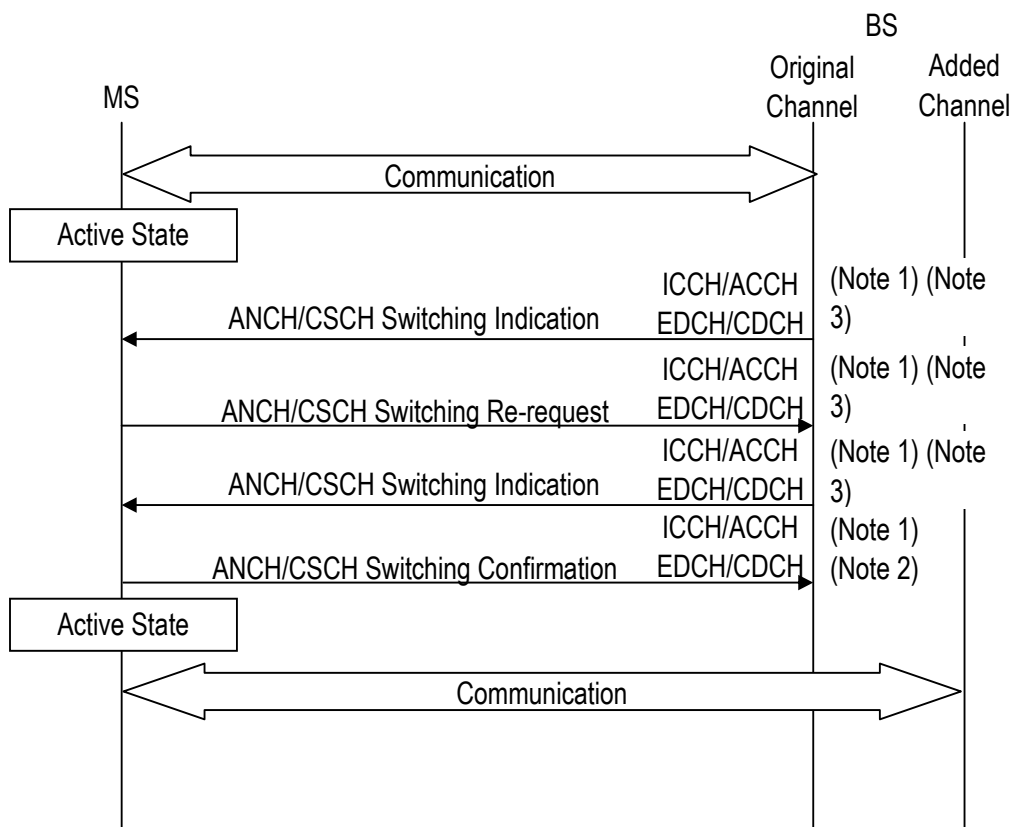 BS
Original
Channel
Added
Channel
MS
Communication
Active State
ICCH/ACCH
EDCH/CDCH
(Note 1) (Note
3)
ANCH/CSCH Switching Indication
ICCH/ACCH
EDCH/CDCH
(Note 1) (Note
3)
ANCH/CSCH Switching Re-request
ICCH/ACCH
EDCH/CDCH
(Note 1) (Note
3)
ANCH/CSCH Switching Indication
ICCH/ACCH
EDCH/CDCH
(Note 1)
(Note 2)
ANCH/CSCH Switching Confirmation
Active State
Communication